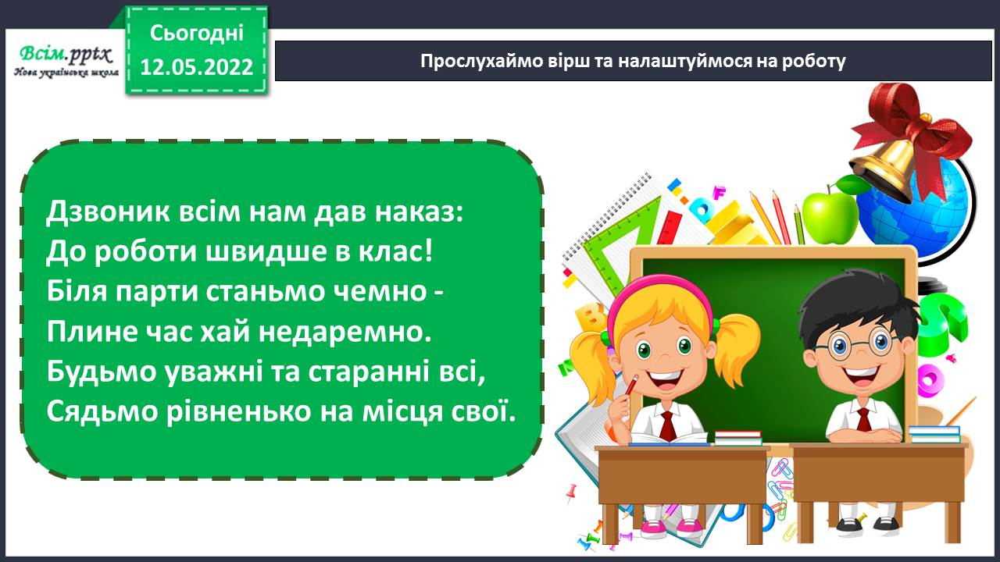 Всім.pptx
Нова українська школа
Сьогодні
12.05.2022
Прослухаймо вірш та налаштуймося на роботу
Дзвоник всім нам дав наказ:
До роботи швидше в клас!
Біля парти станьмо чемно -
Плине час хай недаремно.
Будьмо уважні та старанні всі,
Сядьмо рівненько на місця свої.